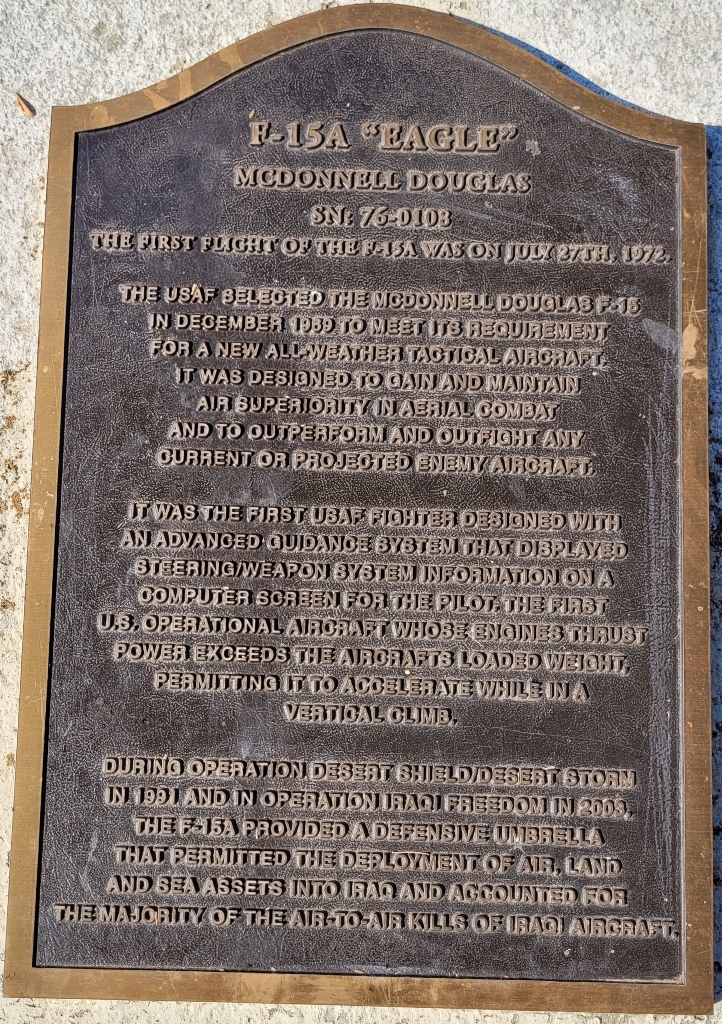 F-15A "EAGLE"
MCDONNELL DOUGLAS
SN: 76-0108
THE FIRST FLIGHT OF THE F-15A WAS ON JULY 27TH, 1972.
THE USAF SELECTED THE MCDONNELL DOUGLAS F-15
IN DECEMBER 1969 TO MEET ITS REQUIREMENT
FOR A NEW ALL-WEATHER TACTICAL AIRCRAFT.
IT WAS DESIGNED TO GAIN AND MAINTAIN
AIR SUPERIORITY IN AERIAL COMBAT
AND TO OUTPERFORM AND OUTFIGHT ANY
CURRENT OR PROJECTED ENEMY AIRCRAFT.
IT WAS THE FIRST USAF FIGHTER DESIGNED WITH
AN ADVANCED GUIDANCE SYSTEM THAT DISPLAYED
STEERING/WEAPON SYSTEM INFORMATION ON A
COMPUTER SCREEN FOR THE PILOT. THE FIRST
U.S. OPERATIONAL AIRCRAFT WHOSE ENGINES THRUST
POWER EXCEEDS THE AIRCRAFTS LOADED WEIGHT,
PERMITTING IT TO ACCELERATE WHILE IN A
VERTICAL CLIMB.
DURING OPERATION DESERT SHIELD/DESERT STORM
IN 1991 AND IN OPERATION IRAQI FREEDOM IN 2003,
THE F-15A PROVIDED A DEFENSIVE UMBRELLA
THAT PERMITTED THE DEPLOYMENT OF AIR, LAND
AND SEA ASSETS INTO IRAQ AND ACCOUNTED FOR
THE MAJORITY OF THE AIR-TO-AIR KILLS OF IRAQI AIRCRAFT.